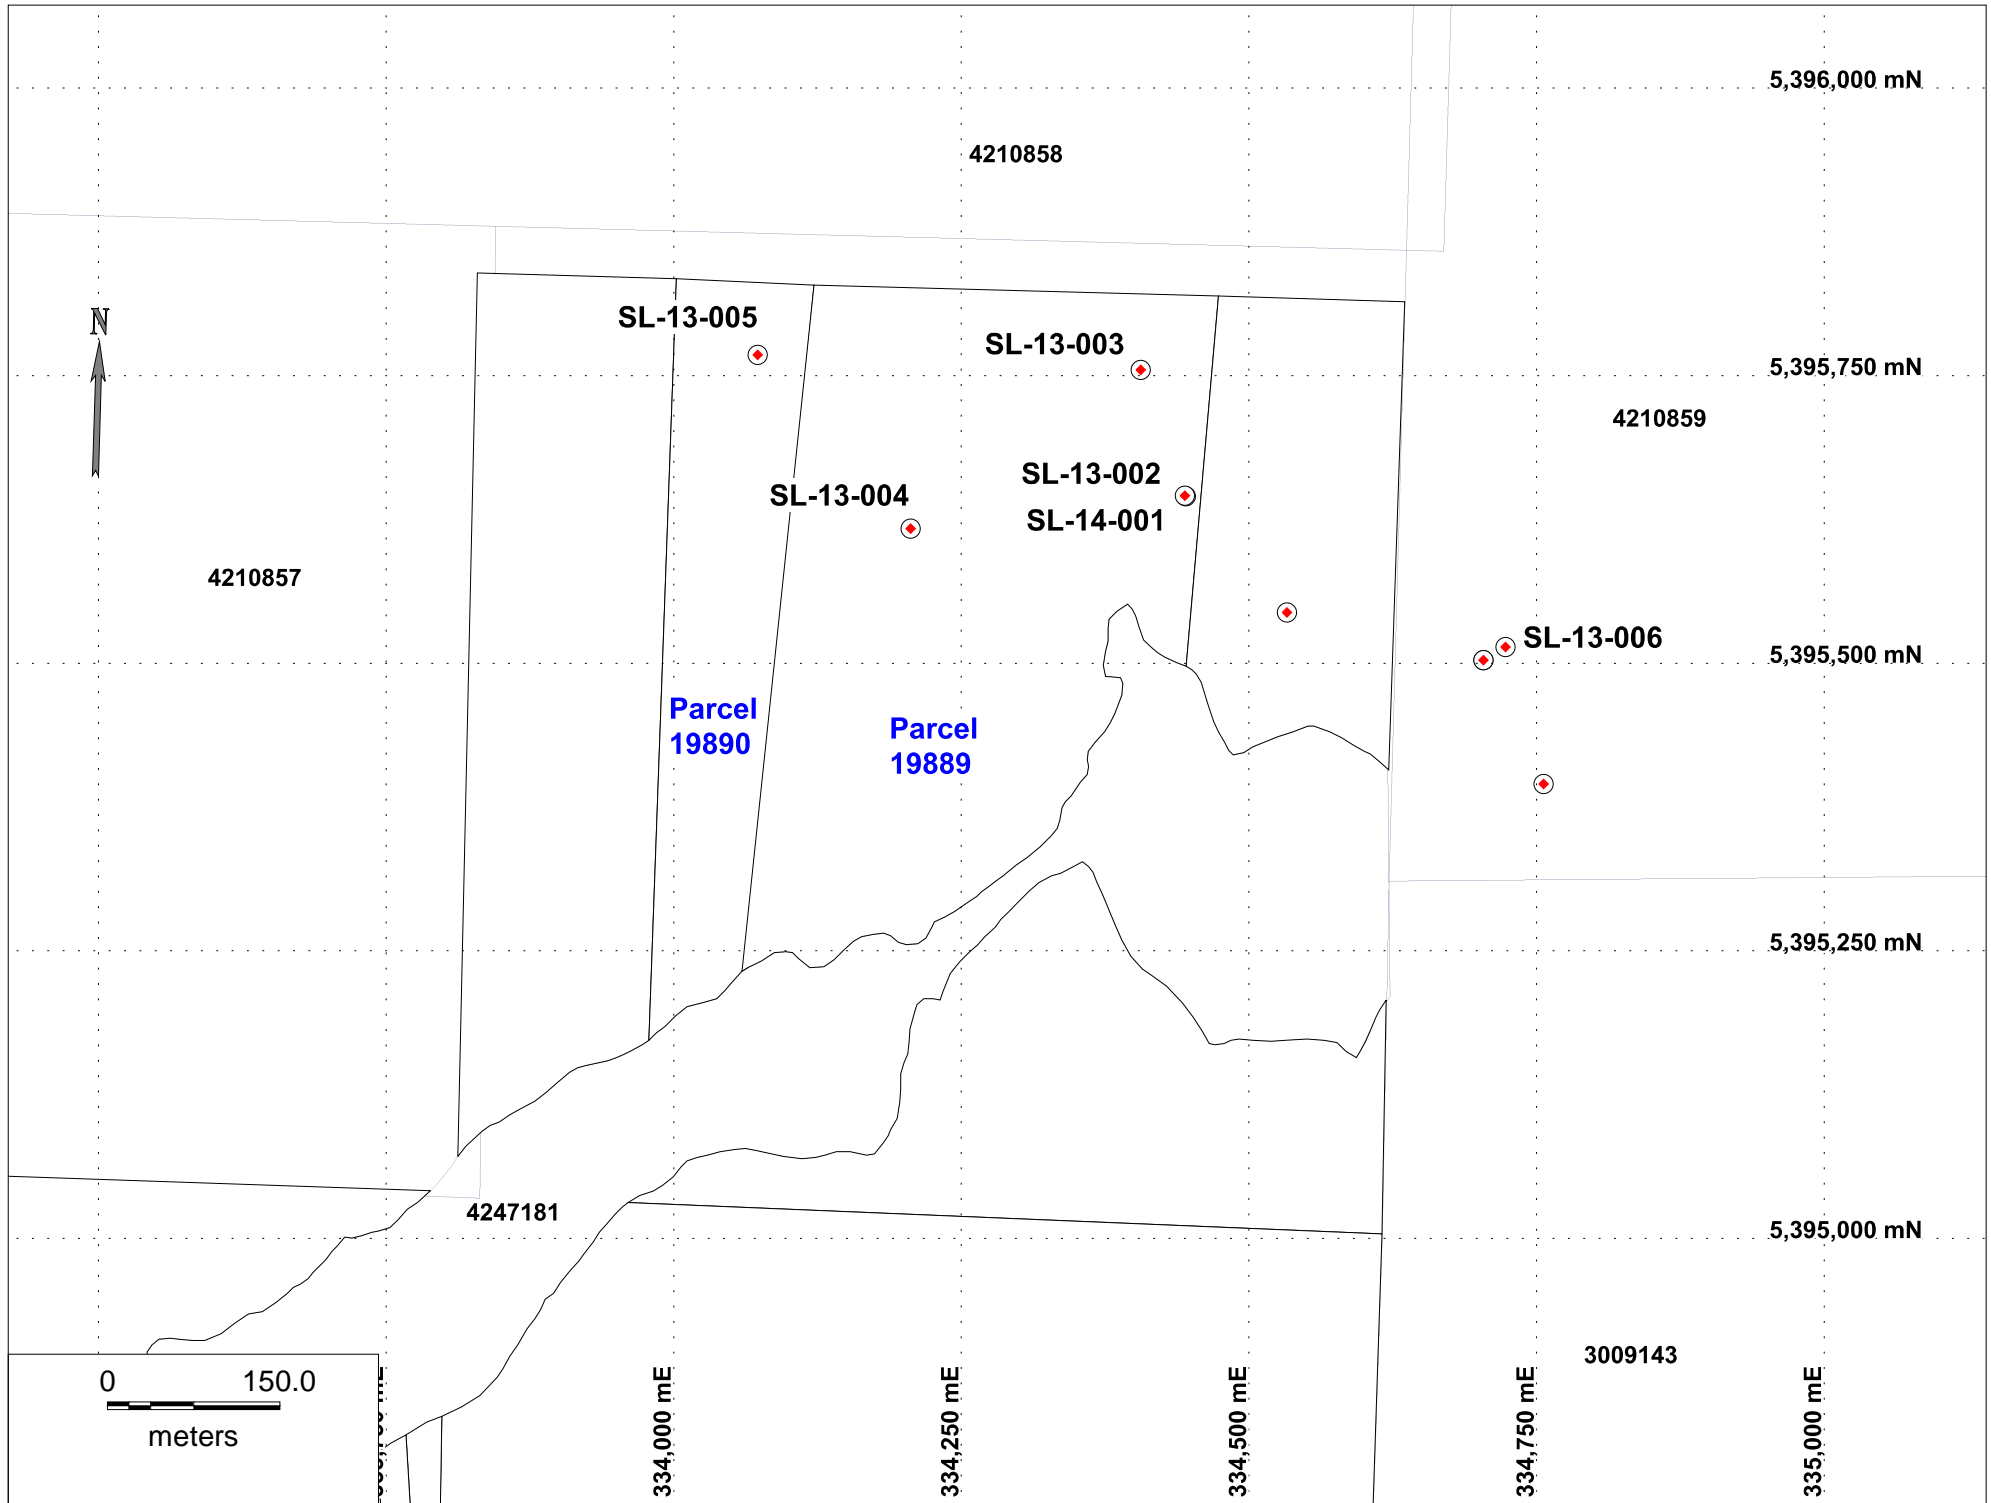 5,396,000 mN
4210858
N
SL-13-005
SL-13-003
5,395,750 mN
4210859
SL-13-002
SL-13-004
SL-14-001
4210857
SL-13-006
5,395,500 mN
Parcel
19890
Parcel
19889
5,395,250 mN
4247181
5,395,000 mN
3009143
0 150.0
meters
334,000 mE
334,250 mE
334,500 mE
334,750 mE
335,000 mE